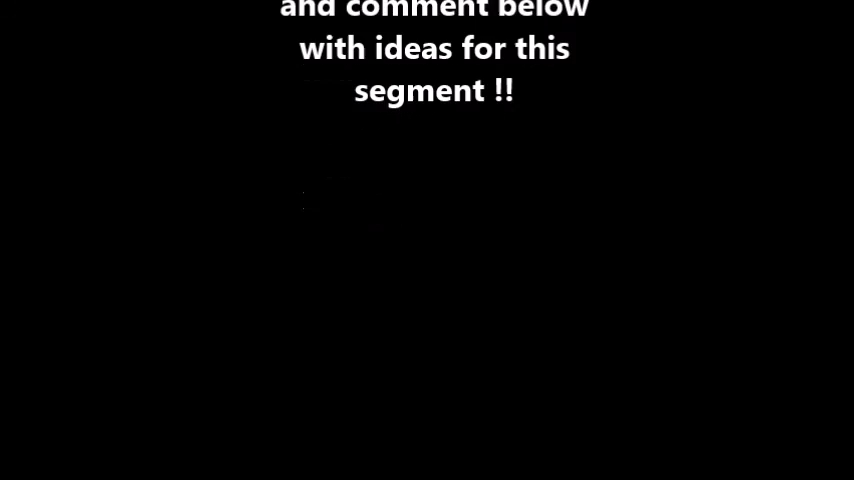 and comment below
with ideas for this
segment !!